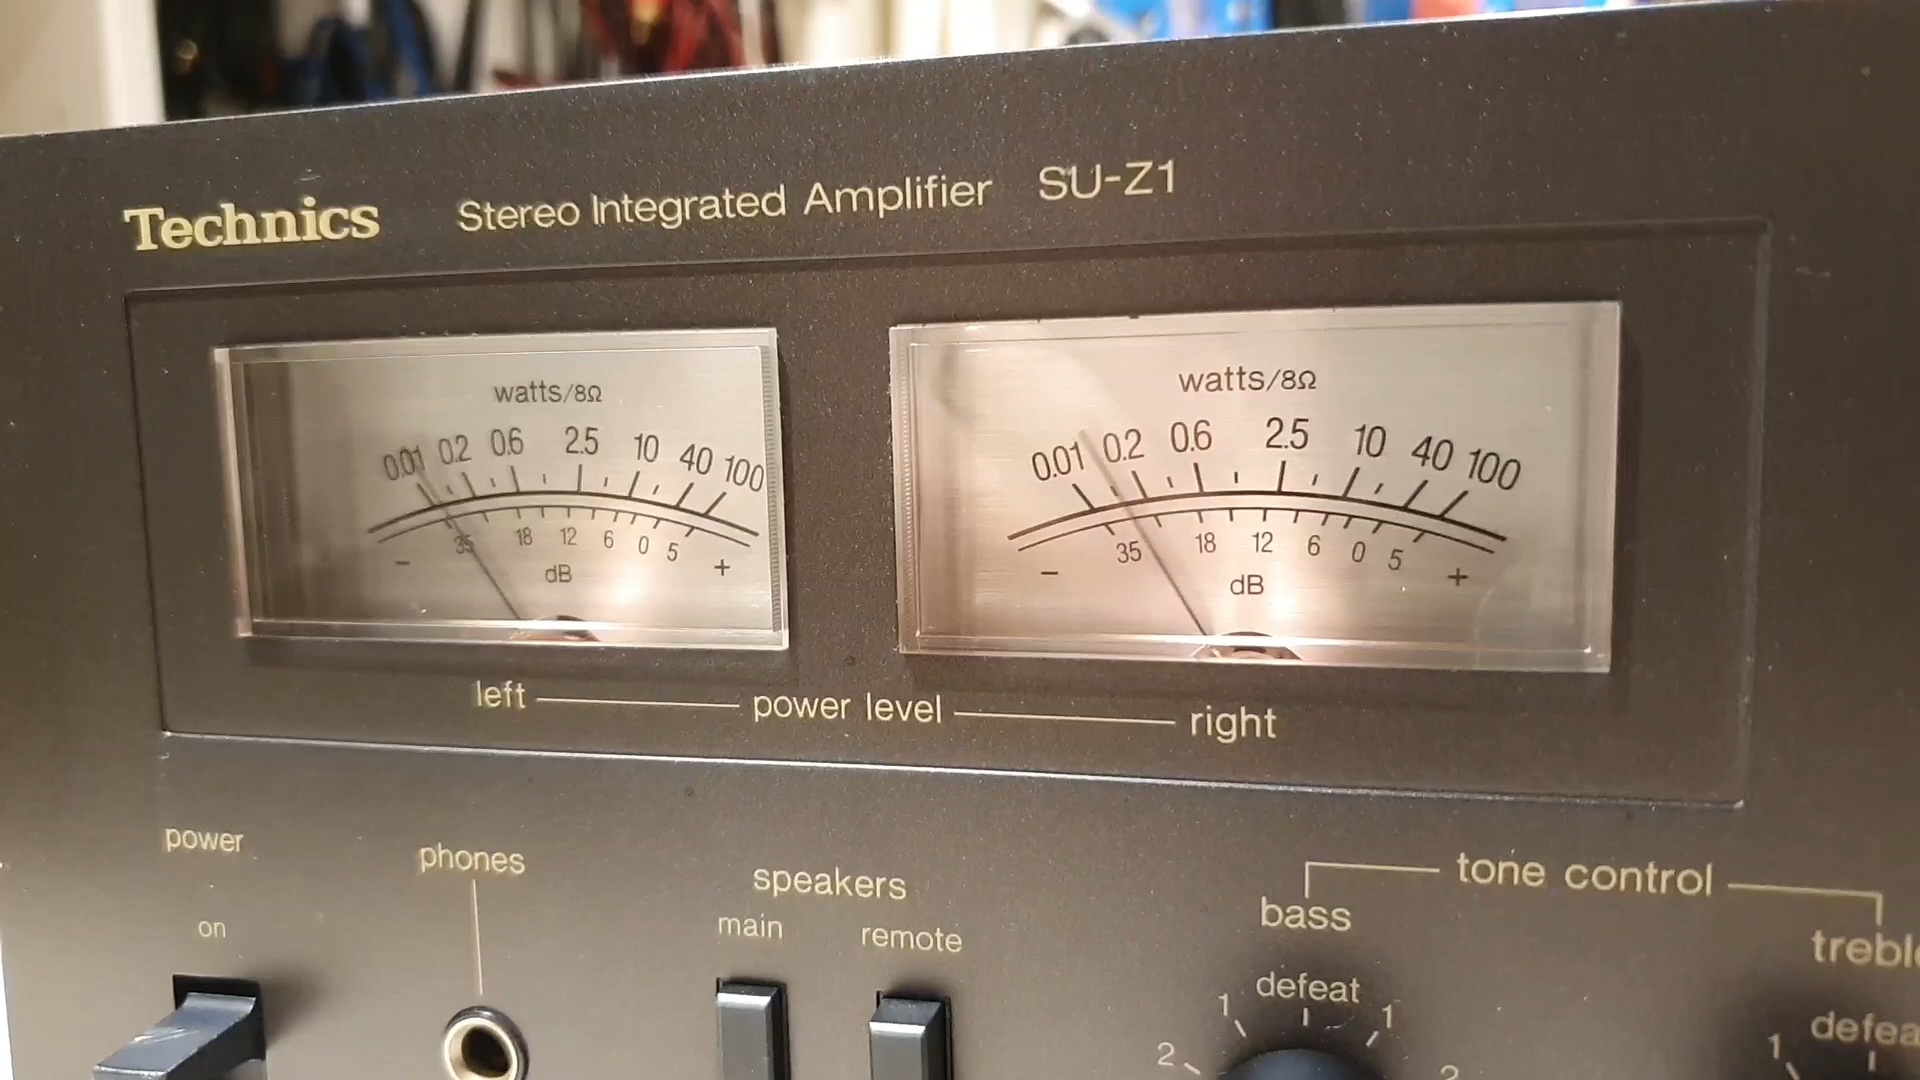 Technics Stereo Integrated Amplifier SU-Z1
watts/8Ω
0.01 0.2 0.6 2.5 10 40 100
35 18 12 6 0 5
− dB +
watts/8Ω
0.01 0.2 0.6 2.5 10 40 100
35 18 12 6 0 5
− dB +
left power level right
power
on
phones
speakers
main remote
tone control
bass
defeat
1 1
2 2
treble
defeat
1